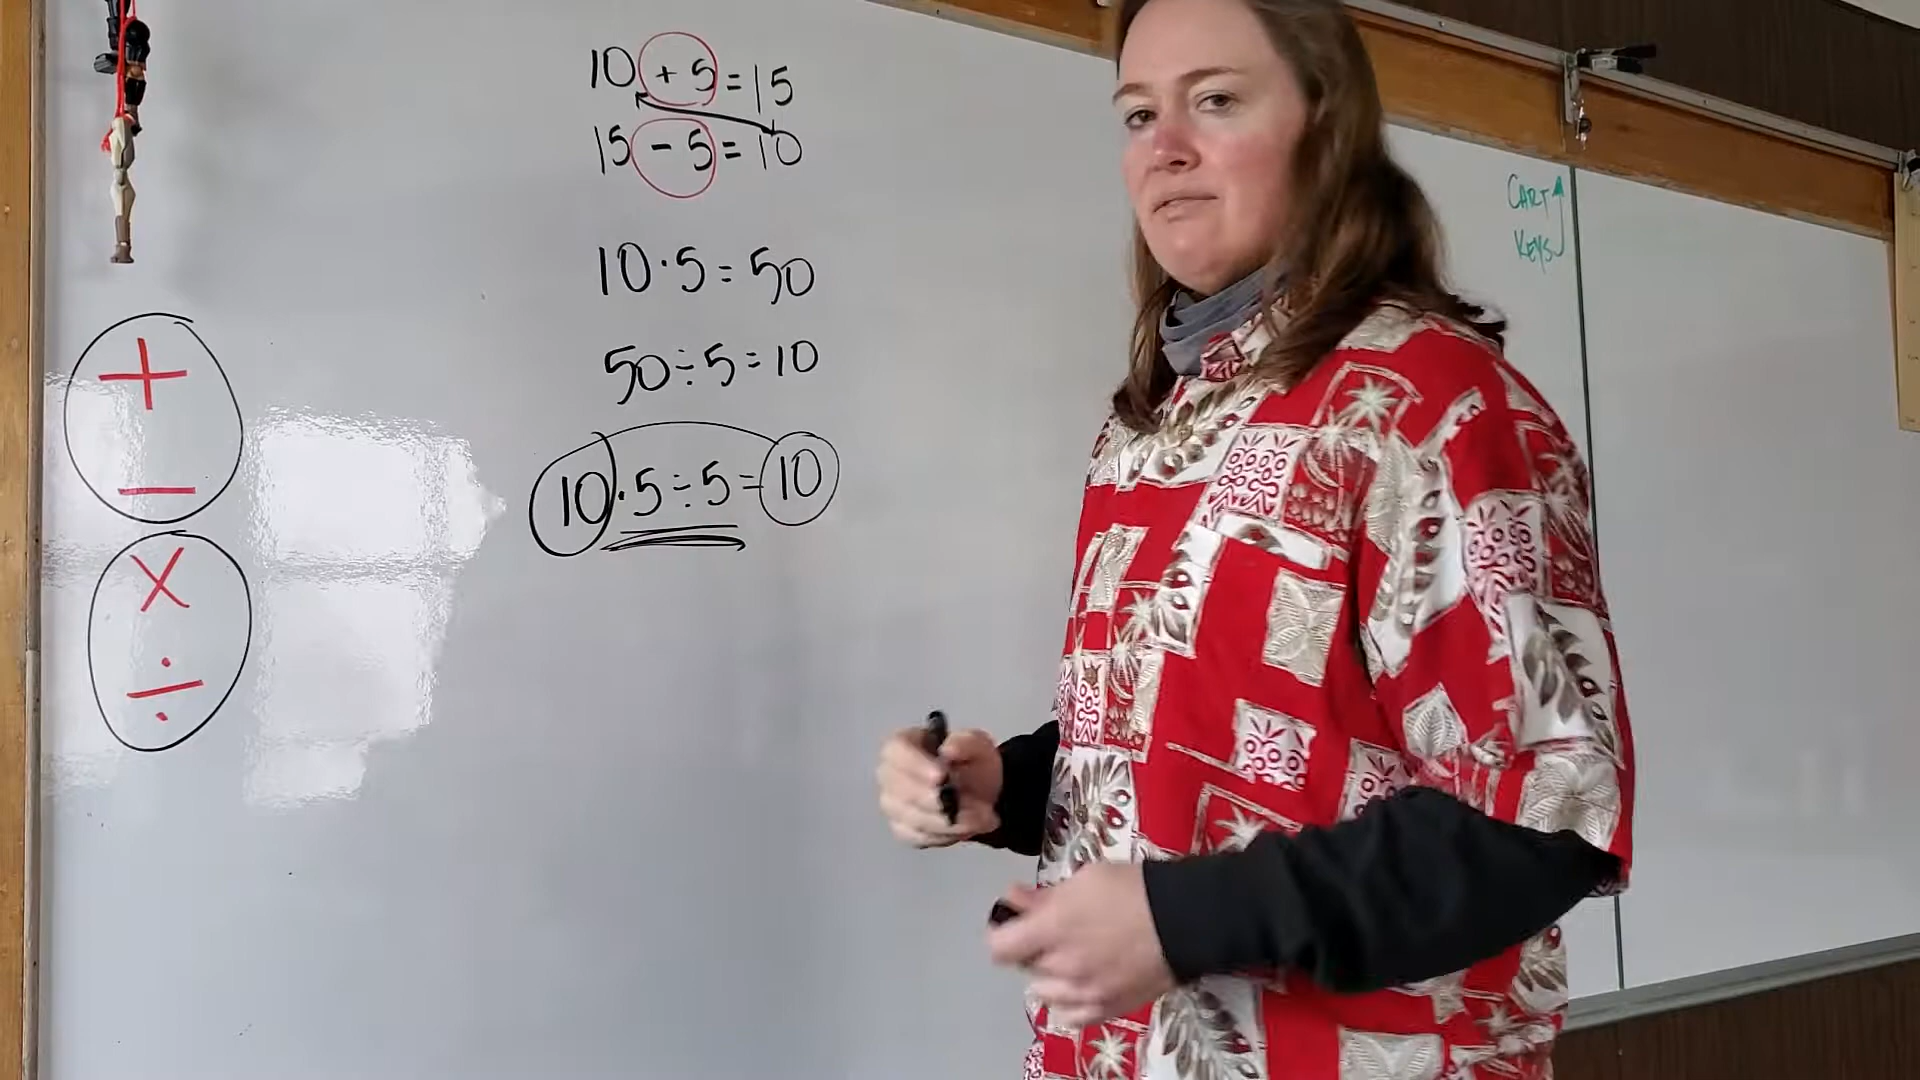 10 + 5 = 15
15 - 5 = 10
10 · 5 = 50
50 ÷ 5 = 10
10 · 5 ÷ 5 = 10
+
−
×
÷
CART
KEYS